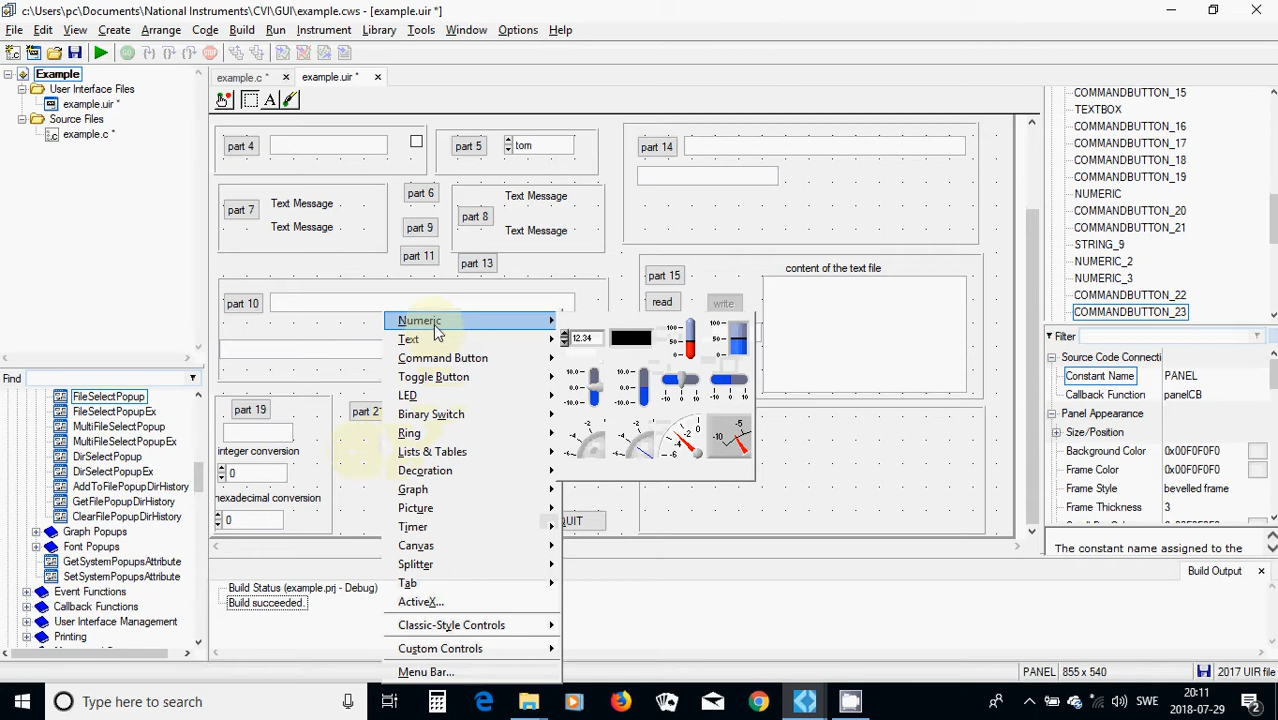 c:\Users\pc\Documents\National Instruments\CVI\GUI\example.cws - [example.uir *]
File Edit View Create Arrange Code Build Run Instrument Library Tools Window Options Help
Example
User Interface Files
example.uir *
Source Files
example.c *
example.c * example.uir *
part 4
part 5
tom
part 14
part 6
part 7
Text Message
Text Message
part 8
Text Message
Text Message
part 9
part 11
part 13
part 10
part 15
content of the text file
read
write
part 19
part 21
integer conversion
0
hexadecimal conversion
0
QUIT
Numeric
Text
Command Button
Toggle Button
LED
Binary Switch
Ring
Lists & Tables
Decoration
Graph
Picture
Timer
Canvas
Splitter
Tab
ActiveX...
Classic-Style Controls
Custom Controls
Menu Bar...
12.34
COMMANDBUTTON_15
TEXTBOX
COMMANDBUTTON_16
COMMANDBUTTON_17
COMMANDBUTTON_18
COMMANDBUTTON_19
NUMERIC
COMMANDBUTTON_20
COMMANDBUTTON_21
STRING_9
NUMERIC_2
NUMERIC_3
COMMANDBUTTON_22
COMMANDBUTTON_23
Filter
Source Code Connecti
Constant Name PANEL
Callback Function panelCB
Panel Appearance
Size/Position
Background Color 0x00F0F0F0
Frame Color 0x00F0F0F0
Frame Style bevelled frame
Frame Thickness 3
The constant name assigned to the
Find
FileSelectPopup
FileSelectPopupEx
MultiFileSelectPopup
MultiFileSelectPopupEx
DirSelectPopup
DirSelectPopupEx
AddToFilePopupDirHistory
GetFilePopupDirHistory
ClearFilePopupDirHistory
Graph Popups
Font Popups
GetSystemPopupsAttribute
SetSystemPopupsAttribute
Event Functions
Callback Functions
User Interface Management
Printing
Build Status (example.prj - Debug)
Build succeeded.
Build Output
PANEL 855 x 540 2017 UIR file
Type here to search
SWE
20:11
2018-07-29
2